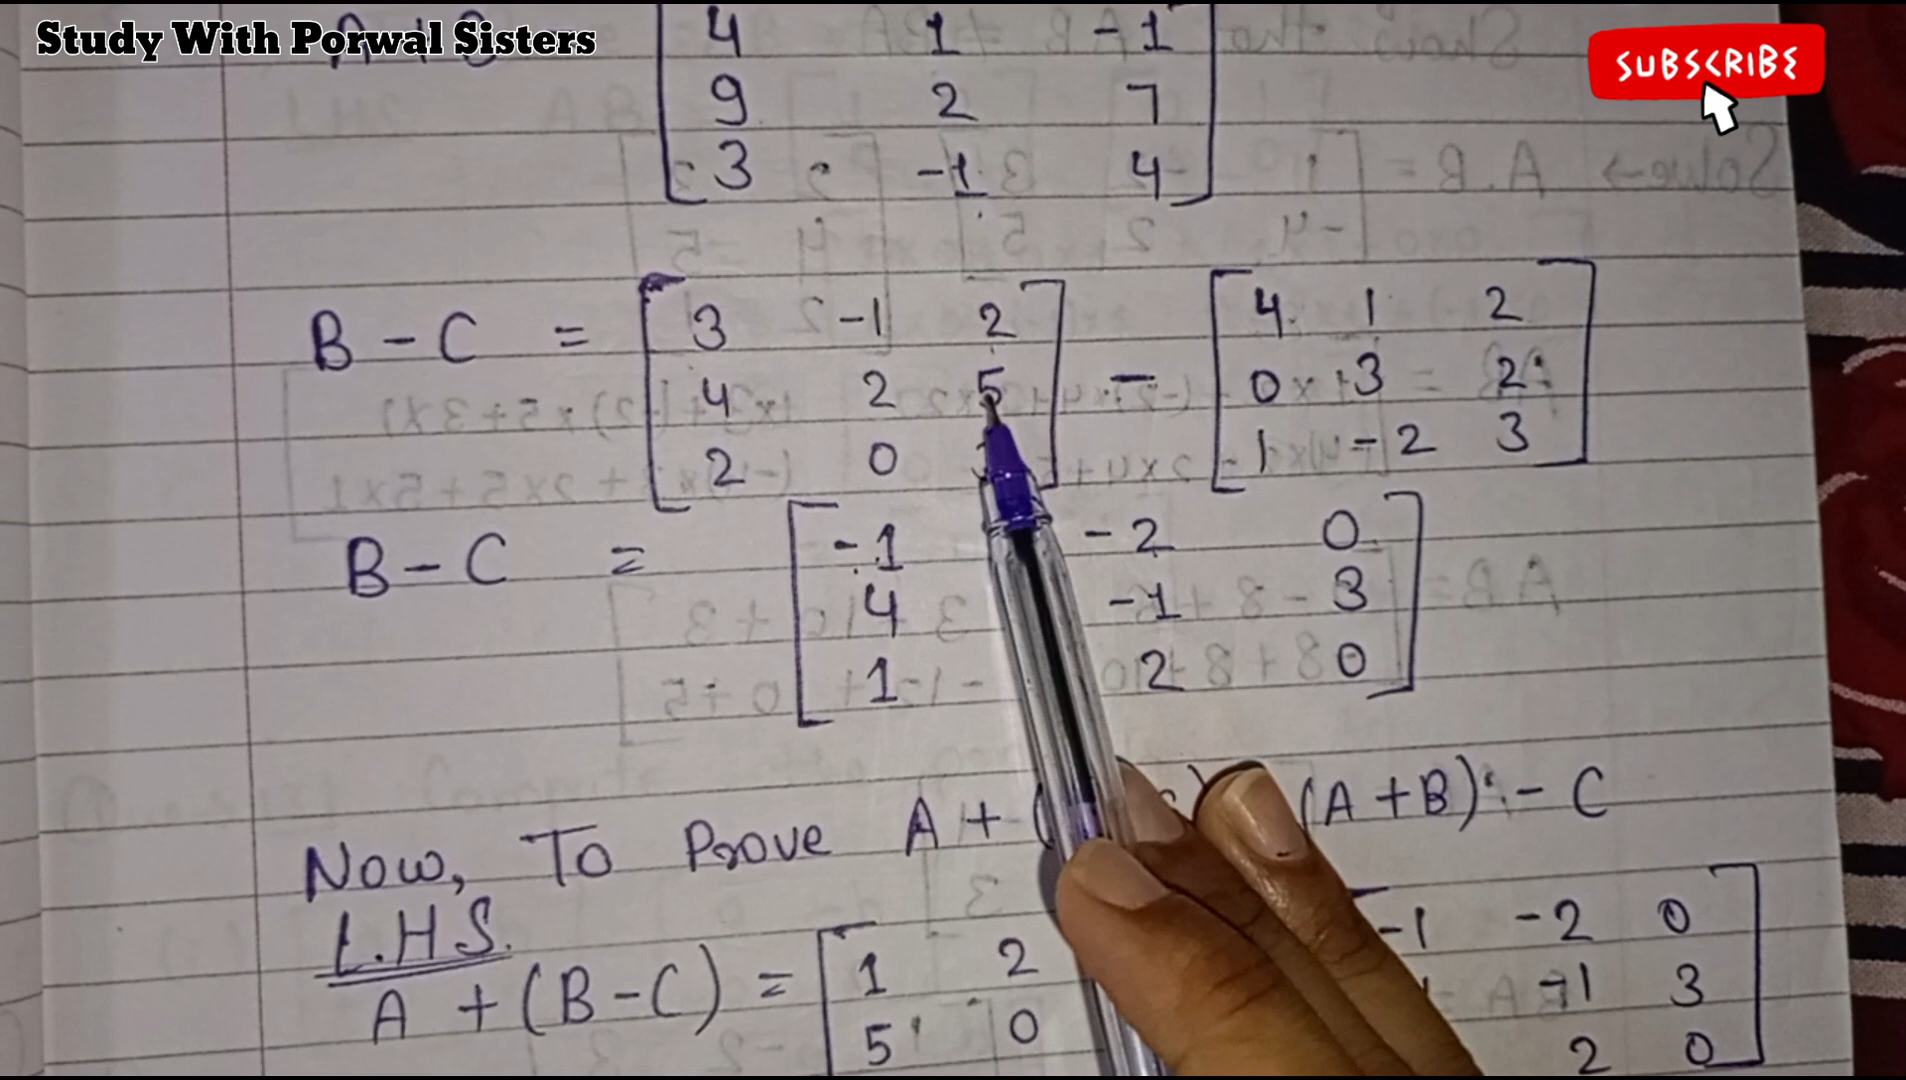 Study With Porwal Sisters
SUBSCRIBE
A + B
4 1 -1
9 2 7
3 -1 4
B - C = [3 -1 2] - [4 1 2]
4 2 5 0 3 2
2 0 1 -2 3
B - C = [-1 -2 0]
4 -1 3
1 2 0
Now, To Prove A + ( (A + B) - C
L.H.S.
A + (B - C) = [1 2 -1 -2 0]
5 0 -1 3
2 0